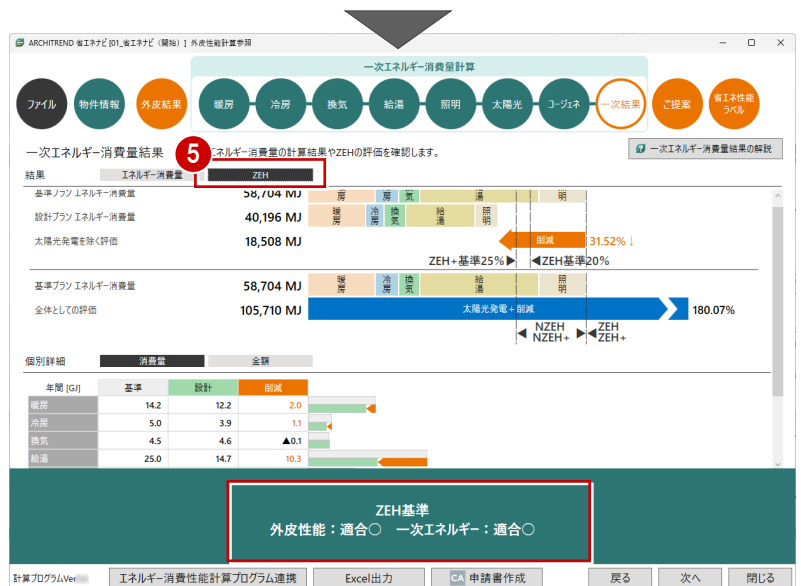 ARCHITREND 省エネナビ [01_省エネナビ（開始）] 外皮性能計算参照
一次エネルギー消費量計算
ファイル 物件情報 外皮結果 暖房 冷房 換気 給湯 照明 太陽光 コージェネ 一次結果 ご提案 省エネ性能ラベル
一次エネルギー消費量結果 5 エネルギー消費量の計算結果やZEHの評価を確認します。 一次エネルギー消費量結果の解説
結果 エネルギー消費量 ZEH
基準プラン エネルギー消費量 58,704 MJ 房 房 気 湯 明
設計プラン エネルギー消費量 40,196 MJ 暖房 冷房 換気 給湯 照明
太陽光発電を除く評価 18,508 MJ 削減 31.52% ↓
ZEH+基準25%▶ ◀ZEH基準20%
基準プラン エネルギー消費量 58,704 MJ 暖房 冷房 換気 給湯 照明
全体としての評価 105,710 MJ 太陽光発電+削減 180.07%
◀ NZEH ▶◀ZEH
NZEH+ ZEH+
個別詳細 消費量 金額
年間 [GJ] 基準 設計 削減
暖房 14.2 12.2 2.0
冷房 5.0 3.9 1.1
換気 4.5 4.6 ▲0.1
給湯 25.0 14.7 10.3
ZEH基準
外皮性能：適合○ 一次エネルギー：適合○
計算プログラムVer
エネルギー消費性能計算プログラム連携 Excel出力 CA 申請書作成 戻る 次へ 閉じる